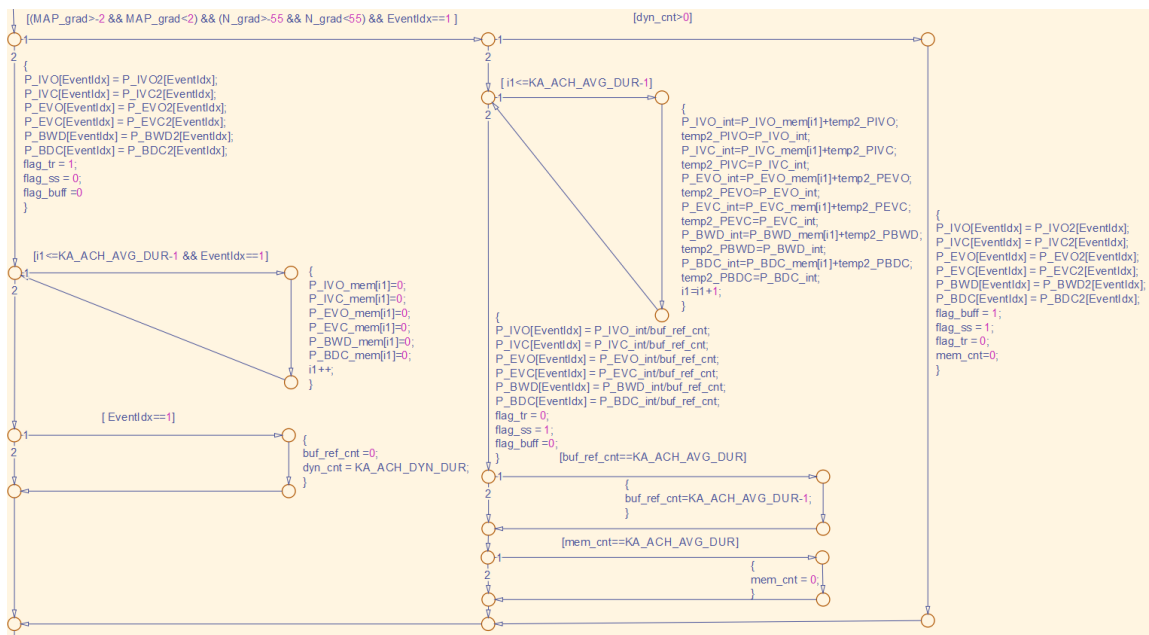 [(MAP_grad>-2 && MAP_grad<2) && (N_grad>-55 && N_grad<55) && EventIdx==1 ]
[dyn_cnt>0]
1
1
2
2
{
P_IVO[EventIdx] = P_IVO2[EventIdx];
P_IVC[EventIdx] = P_IVC2[EventIdx];
P_EVO[EventIdx] = P_EVO2[EventIdx];
P_EVC[EventIdx] = P_EVC2[EventIdx];
P_BWD[EventIdx] = P_BWD2[EventIdx];
P_BDC[EventIdx] = P_BDC2[EventIdx];
flag_tr = 1;
flag_ss = 0;
flag_buff =0
}
[ i1<=KA_ACH_AVG_DUR-1]
1
2
{
P_IVO_int=P_IVO_mem[i1]+temp2_PIVO;
temp2_PIVO=P_IVO_int;
P_IVC_int=P_IVC_mem[i1]+temp2_PIVC;
temp2_PIVC=P_IVC_int;
P_EVO_int=P_EVO_mem[i1]+temp2_PEVO;
temp2_PEVO=P_EVO_int;
P_EVC_int=P_EVC_mem[i1]+temp2_PEVC;
temp2_PEVC=P_EVC_int;
P_BWD_int=P_BWD_mem[i1]+temp2_PBWD;
temp2_PBWD=P_BWD_int;
P_BDC_int=P_BDC_mem[i1]+temp2_PBDC;
temp2_PBDC=P_BDC_int;
i1=i1+1;
}
{
P_IVO[EventIdx] = P_IVO2[EventIdx];
P_IVC[EventIdx] = P_IVC2[EventIdx];
P_EVO[EventIdx] = P_EVO2[EventIdx];
P_EVC[EventIdx] = P_EVC2[EventIdx];
P_BWD[EventIdx] = P_BWD2[EventIdx];
P_BDC[EventIdx] = P_BDC2[EventIdx];
flag_buff = 1;
flag_ss = 1;
flag_tr = 0;
mem_cnt=0;
}
[i1<=KA_ACH_AVG_DUR-1 && EventIdx==1]
1
2
{
P_IVO_mem[i1]=0;
P_IVC_mem[i1]=0;
P_EVO_mem[i1]=0;
P_EVC_mem[i1]=0;
P_BWD_mem[i1]=0;
P_BDC_mem[i1]=0;
i1++;
}
{
P_IVO[EventIdx] = P_IVO_int/buf_ref_cnt;
P_IVC[EventIdx] = P_IVC_int/buf_ref_cnt;
P_EVO[EventIdx] = P_EVO_int/buf_ref_cnt;
P_EVC[EventIdx] = P_EVC_int/buf_ref_cnt;
P_BWD[EventIdx] = P_BWD_int/buf_ref_cnt;
P_BDC[EventIdx] = P_BDC_int/buf_ref_cnt;
flag_tr = 0;
flag_ss = 1;
flag_buff =0;
}
[ EventIdx==1]
1
2
{
buf_ref_cnt =0;
dyn_cnt = KA_ACH_DYN_DUR;
}
[buf_ref_cnt==KA_ACH_AVG_DUR]
1
2
{
buf_ref_cnt=KA_ACH_AVG_DUR-1;
}
[mem_cnt==KA_ACH_AVG_DUR]
1
2
{
mem_cnt = 0;
}